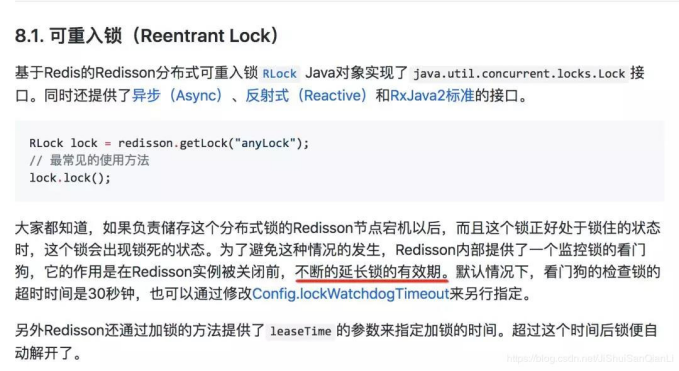 8.1. 可重入锁（Reentrant Lock）
基于Redis的Redisson分布式可重入锁 RLock Java对象实现了 java.util.concurrent.locks.Lock 接
口。同时还提供了异步（Async）、反射式（Reactive）和RxJava2标准的接口。
RLock lock = redisson.getLock("anyLock");
// 最常见的使用方法
lock.lock();
大家都知道，如果负责储存这个分布式锁的Redisson节点宕机以后，而且这个锁正好处于锁住的状态
时，这个锁会出现锁死的状态。为了避免这种情况的发生，Redisson内部提供了一个监控锁的看门
狗，它的作用是在Redisson实例被关闭前，不断的延长锁的有效期。默认情况下，看门狗的检查锁的
超时时间是30秒钟，也可以通过修改Config.lockWatchdogTimeout来另行指定。
另外Redisson还通过加锁的方法提供了 leaseTime 的参数来指定加锁的时间。超过这个时间后锁便自
动解开了。